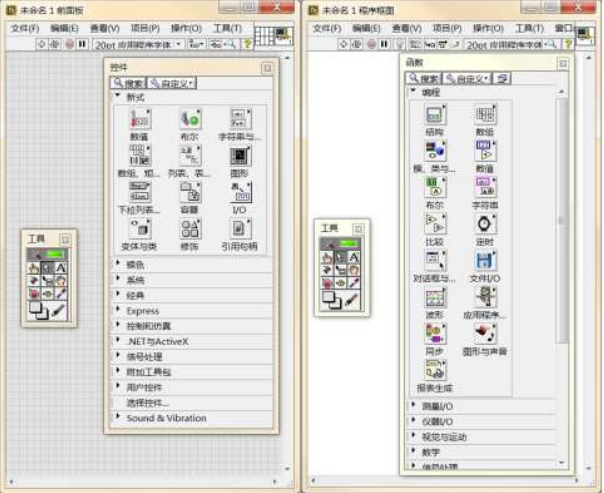 未命名 1 前面板
文件(F) 编辑(E) 查看(V) 项目(P) 操作(O) 工具(T)
20pt 应用程序字体
控件
搜索 自定义
新式
数值 布尔 字符串与...
数组、矩... 列表、表... 图形
下拉列表... 容器 I/O
变体与类 修饰 引用句柄
银色
系统
经典
Express
控制和仿真
.NET与ActiveX
信号处理
附加工具包
用户控件
选择控件...
Sound & Vibration
工具
未命名 1 程序框图
文件(F) 编辑(E) 查看(V) 项目(P) 操作(O) 工具(T) 窗口
20pt 应用程序字体
函数
搜索 自定义
编程
结构 数组
簇、类与... 数值
布尔 字符串
比较 定时
对话框与... 文件I/O
波形 应用程序...
同步 图形与声音
报表生成
测量I/O
仪器I/O
视觉与运动
数学
信号处理
工具